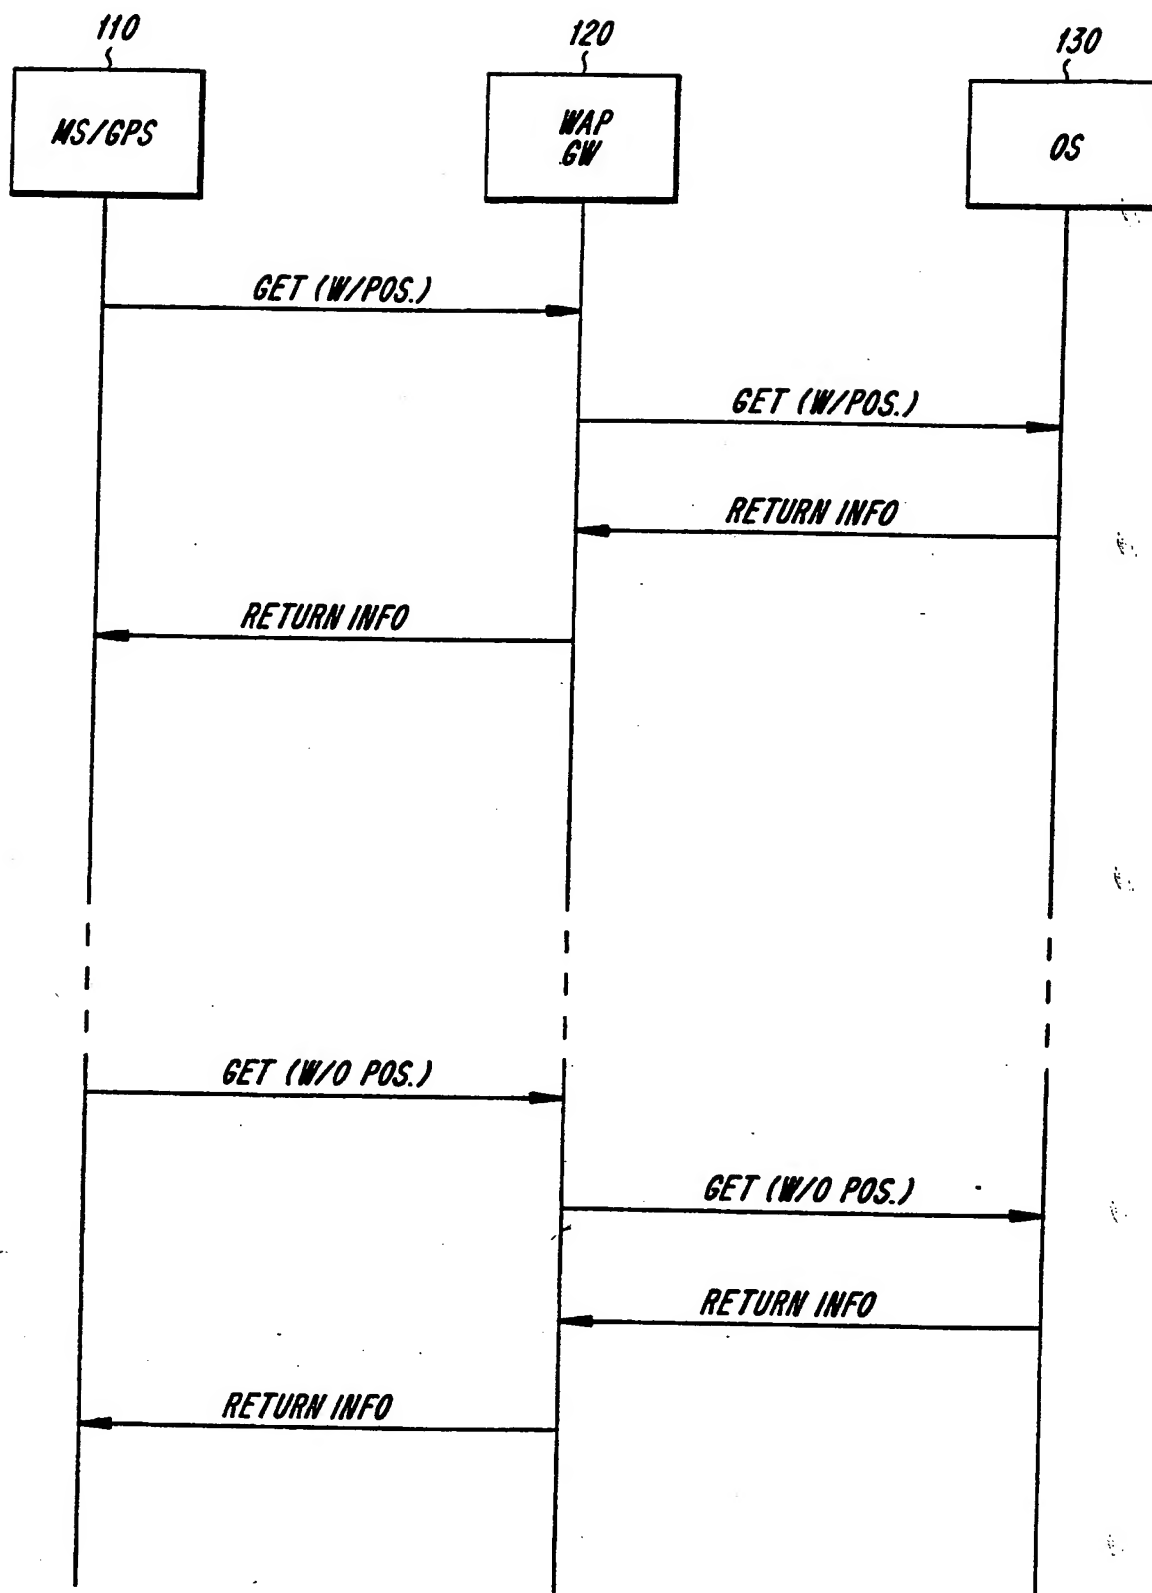 110
120
130
MS/GPS
WAP
GW
OS
GET (W/POS.)
GET (W/POS.)
RETURN INFO
RETURN INFO
GET (W/O POS.)
GET (W/O POS.)
RETURN INFO
RETURN INFO